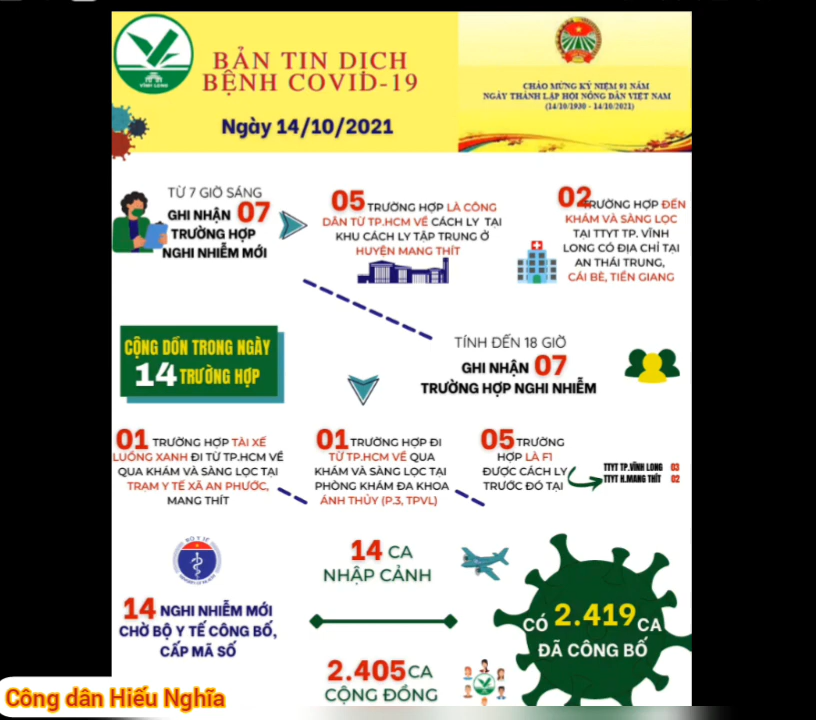 VĨNH LONG
BẢN TIN DỊCH
BỆNH COVID-19
Ngày 14/10/2021
CHÀO MỪNG KỶ NIỆM 91 NĂM
NGÀY THÀNH LẬP HỘI NÔNG DÂN VIỆT NAM
(14/10/1930 - 14/10/2021)
TỪ 7 GIỜ SÁNG
GHI NHẬN 07
TRƯỜNG HỢP
NGHI NHIỄM MỚI
05 TRƯỜNG HỢP LÀ CÔNG
DÂN TỪ TP.HCM VỀ CÁCH LY TẠI
KHU CÁCH LY TẬP TRUNG Ở
HUYỆN MANG THÍT
02 TRƯỜNG HỢP ĐẾN
KHÁM VÀ SÀNG LỌC
TẠI TTYT TP. VĨNH
LONG CÓ ĐỊA CHỈ TẠI
AN THÁI TRUNG,
CÁI BÈ, TIỀN GIANG
CỘNG DỒN TRONG NGÀY
14 TRƯỜNG HỢP
TÍNH ĐẾN 18 GIỜ
GHI NHẬN 07
TRƯỜNG HỢP NGHI NHIỄM
01 TRƯỜNG HỢP TÀI XẾ
LUỒNG XANH ĐI TỪ TP.HCM VỀ
QUA KHÁM VÀ SÀNG LỌC TẠI
TRẠM Y TẾ XÃ AN PHƯỚC,
MANG THÍT
01 TRƯỜNG HỢP ĐI
TỪ TP.HCM VỀ QUA
KHÁM VÀ SÀNG LỌC TẠI
PHÒNG KHÁM ĐA KHOA
ÁNH THỦY (P.3, TPVL)
05 TRƯỜNG
HỢP LÀ F1
ĐƯỢC CÁCH LY
TRƯỚC ĐÓ TẠI
TTYT TP.VĨNH LONG 03
TTYT H.MANG THÍT 02
BỘ Y TẾ
14 NGHI NHIỄM MỚI
CHỜ BỘ Y TẾ CÔNG BỐ,
CẤP MÃ SỐ
14 CA
NHẬP CẢNH
2.405 CA
CỘNG ĐỒNG
CÓ 2.419 CA
ĐÃ CÔNG BỐ
Công dân Hiếu Nghĩa